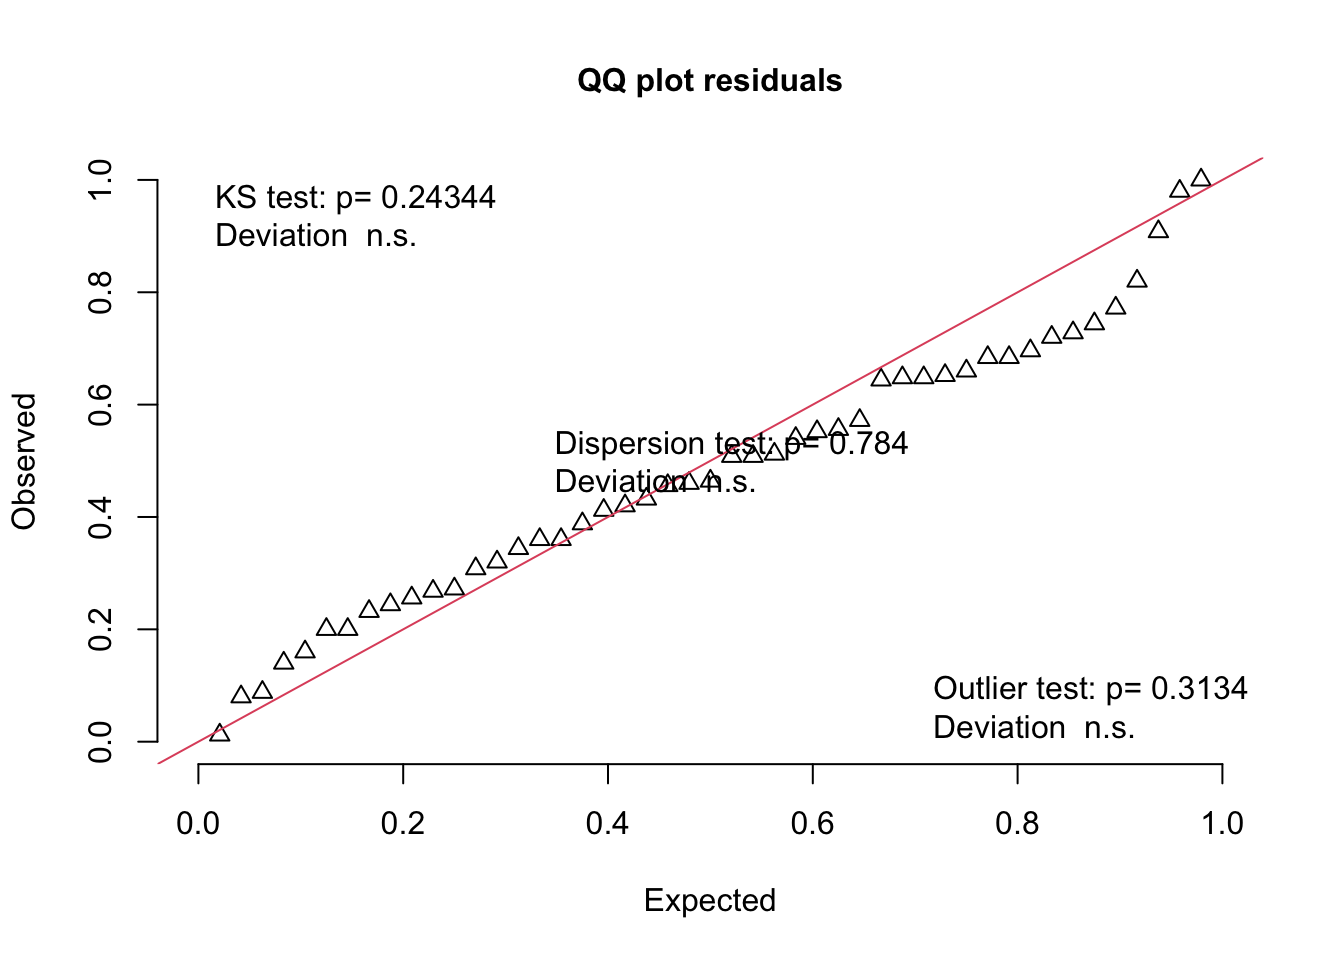 QQ plot residuals
KS test: p= 0.24344
Deviation  n.s.
Dispersion test: p= 0.784
Deviation  n.s.
Outlier test: p= 0.3134
Deviation  n.s.
Observed
0.0
0.2
0.4
0.6
0.8
1.0
0.0 0.2 0.4 0.6 0.8 1.0
Expected